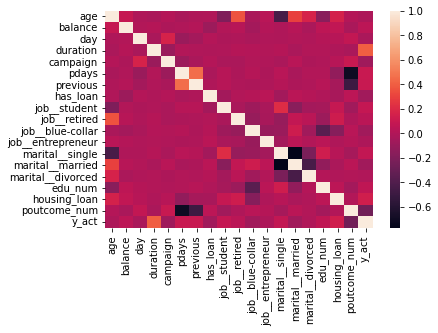 age
balance
day
duration
campaign
pdays
previous
has_loan
job__student
job__retired
job__blue-collar
job__entrepreneur
marital__single
marital__married
marital__divorced
edu_num
housing_loan
poutcome_num
y_act
age
balance
day
duration
campaign
pdays
previous
has_loan
job__student
job__retired
job__blue-collar
job__entrepreneur
marital__single
marital__married
marital__divorced
edu_num
housing_loan
poutcome_num
y_act
1.0
0.8
0.6
0.4
0.2
0.0
−0.2
−0.4
−0.6